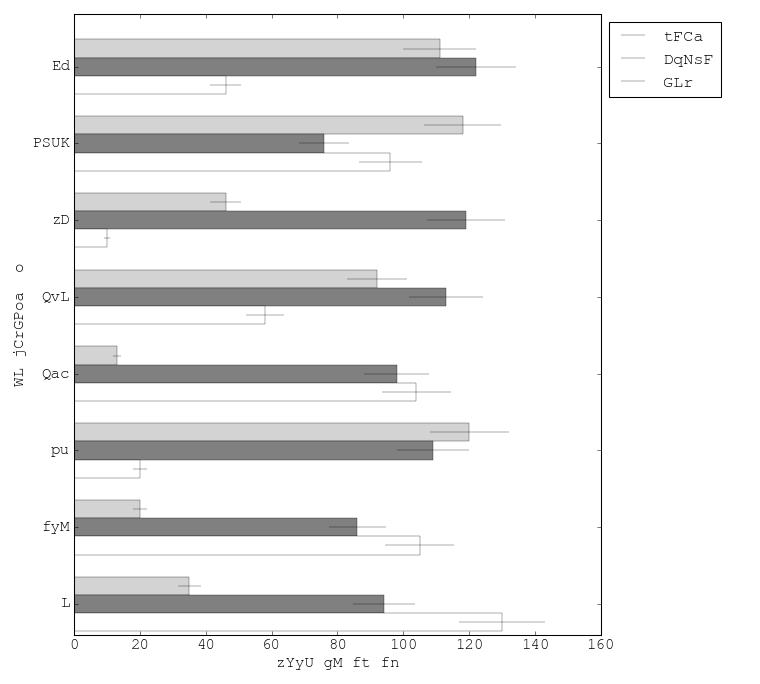 tFCa
DqNsF
GLr
WL jCrGPoa  o
Ed
PSUK
zD
QvL
Qac
pu
fyM
L
0 20 40 60 80 100 120 140 160
zYyU gM ft fn